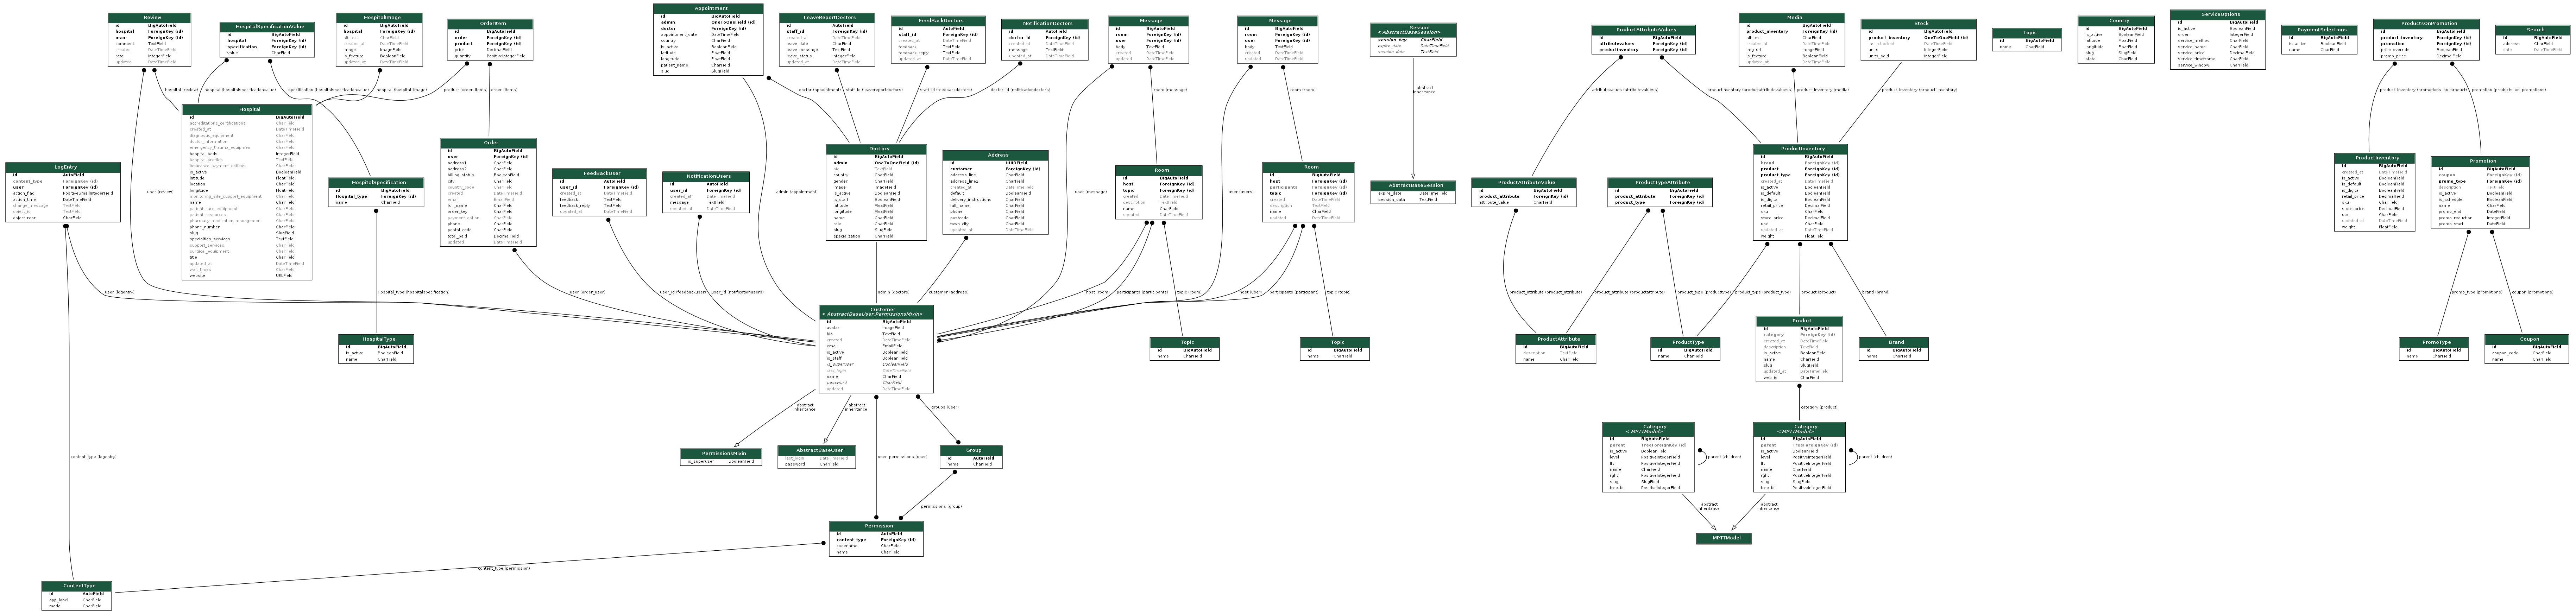 Review
id BigAutoField
hospital ForeignKey (id)
user ForeignKey (id)
comment TextField
created DateTimeField
rate IntegerField
updated DateTimeField
HospitalSpecificationValue
id BigAutoField
hospital ForeignKey (id)
specification ForeignKey (id)
value CharField
HospitalImage
id BigAutoField
hospital ForeignKey (id)
alt_text CharField
created_at DateTimeField
image ImageField
is_feature BooleanField
updated_at DateTimeField
OrderItem
id BigAutoField
order ForeignKey (id)
product ForeignKey (id)
price DecimalField
quantity PositiveIntegerField
Appointment
id BigAutoField
admin OneToOneField (id)
doctor ForeignKey (id)
appointment_date DateTimeField
country CharField
is_active BooleanField
latitude FloatField
longitude FloatField
patient_name CharField
slug SlugField
LeaveReportDoctors
id AutoField
staff_id ForeignKey (id)
created_at DateTimeField
leave_date CharField
leave_message TextField
leave_status IntegerField
updated_at DateTimeField
FeedBackDoctors
id AutoField
staff_id ForeignKey (id)
created_at DateTimeField
feedback TextField
feedback_reply TextField
updated_at DateTimeField
NotificationDoctors
id AutoField
doctor_id ForeignKey (id)
created_at DateTimeField
message TextField
updated_at DateTimeField
Message
id BigAutoField
room ForeignKey (id)
user ForeignKey (id)
body TextField
created DateTimeField
updated DateTimeField
Message
id BigAutoField
room ForeignKey (id)
user ForeignKey (id)
body TextField
created DateTimeField
updated DateTimeField
Session
< AbstractBaseSession>
session_key CharField
expire_date DateTimeField
session_data TextField
ProductAttributeValues
id BigAutoField
attributevalues ForeignKey (id)
productinventory ForeignKey (id)
Media
id BigAutoField
product_inventory ForeignKey (id)
alt_text CharField
created_at DateTimeField
img_url ImageField
is_feature BooleanField
updated_at DateTimeField
Stock
id BigAutoField
product_inventory OneToOneField (id)
last_checked DateTimeField
units IntegerField
units_sold IntegerField
Topic
id BigAutoField
name CharField
Country
id BigAutoField
is_active BooleanField
latitude FloatField
longitude FloatField
slug SlugField
state CharField
ServiceOptions
id BigAutoField
is_active BooleanField
order IntegerField
service_method CharField
service_name CharField
service_price DecimalField
service_timeframe CharField
service_window CharField
PaymentSelections
id BigAutoField
is_active BooleanField
name CharField
ProductsOnPromotion
id BigAutoField
product_inventory ForeignKey (id)
promotion ForeignKey (id)
price_override BooleanField
promo_price DecimalField
Search
id BigAutoField
address CharField
date DateTimeField
hospital (review)
hospital (hospitalspecificationvalue)
specification (hospitalspecificationvalue)
hospital (hospital_image)
product (order_items)
order (items)
doctor (appointment)
staff_id (leavereportdoctors)
staff_id (feedbackdoctors)
doctor_id (notificationdoctors)
room (message)
room (room)
abstract
inheritance
attributevalues (attributevaluess)
productinventory (productattributevaluess)
product_inventory (media)
product_inventory (product_inventory)
product_inventory (promotions_on_product)
promotion (products_on_promotions)
Hospital
id BigAutoField
accreditations_certifications CharField
created_at DateTimeField
diagnostic_equipment CharField
doctor_information CharField
emergency_trauma_equipmen CharField
hospital_beds IntegerField
hospital_profiles TextField
insurance_payment_options CharField
is_active BooleanField
latitude FloatField
location CharField
longitude FloatField
monitoring_life_support_equipment CharField
name CharField
patient_care_equipment CharField
patient_resources CharField
pharmacy_medication_management CharField
phone_number CharField
slug SlugField
specialties_services TextField
support_services CharField
surgical_equipment CharField
title CharField
updated_at DateTimeField
visit_hours CharField
website URLField
LogEntry
id AutoField
content_type ForeignKey (id)
user ForeignKey (id)
action_flag PositiveSmallIntegerField
action_time DateTimeField
change_message TextField
object_id TextField
object_repr CharField
HospitalSpecification
id BigAutoField
Hospital_type ForeignKey (id)
name CharField
Order
id BigAutoField
user ForeignKey (id)
address1 CharField
address2 CharField
billing_status BooleanField
city CharField
country_code CharField
created DateTimeField
email EmailField
full_name CharField
order_key CharField
payment_option CharField
phone CharField
postal_code CharField
total_paid DecimalField
updated DateTimeField
FeedBackUser
id AutoField
user_id ForeignKey (id)
created_at DateTimeField
feedback TextField
feedback_reply TextField
updated_at DateTimeField
NotificationUsers
id AutoField
user_id ForeignKey (id)
created_at DateTimeField
message TextField
updated_at DateTimeField
Doctors
id BigAutoField
admin OneToOneField (id)
bio TextField
country CharField
gender CharField
image ImageField
is_active BooleanField
is_staff BooleanField
latitude FloatField
longitude FloatField
name CharField
role CharField
slug SlugField
specialization CharField
Address
id UUIDField
customer ForeignKey (id)
address_line CharField
address_line2 CharField
created_at DateTimeField
default BooleanField
delivery_instructions CharField
full_name CharField
phone CharField
postcode CharField
town_city CharField
updated_at DateTimeField
Room
id BigAutoField
host ForeignKey (id)
topic ForeignKey (id)
created DateTimeField
description TextField
name CharField
updated DateTimeField
Room
id BigAutoField
host ForeignKey (id)
participants ForeignKey (id)
topic ForeignKey (id)
created DateTimeField
description TextField
name CharField
updated DateTimeField
AbstractBaseSession
expire_date DateTimeField
session_data TextField
ProductAttributeValue
id BigAutoField
product_attribute ForeignKey (id)
attribute_value CharField
ProductTypeAttribute
id BigAutoField
product_attribute ForeignKey (id)
product_type ForeignKey (id)
ProductInventory
id BigAutoField
brand ForeignKey (id)
product ForeignKey (id)
product_type ForeignKey (id)
created_at DateTimeField
is_active BooleanField
is_default BooleanField
is_digital BooleanField
retail_price DecimalField
sku CharField
store_price DecimalField
upc CharField
updated_at DateTimeField
weight FloatField
ProductInventory
id BigAutoField
created_at DateTimeField
is_active BooleanField
is_default BooleanField
is_digital BooleanField
retail_price DecimalField
sku CharField
store_price DecimalField
upc CharField
updated_at DateTimeField
weight FloatField
Promotion
id BigAutoField
coupon ForeignKey (id)
promo_type ForeignKey (id)
description TextField
is_active BooleanField
is_schedule BooleanField
name CharField
promo_end DateField
promo_reduction IntegerField
promo_start DateField
user (review)
admin (appointment)
user (message)
user (users)
user (logentry)
Hospital_type (hospitalspecification)
user (order_user)
user_id (feedbackuser)
user_id (notificationusers)
admin (doctors)
customer (address)
host (room)
participants (participants)
topic (room)
host (user)
participants (participant)
topic (topic)
product_attribute (product_attribute)
product_attribute (productattribute)
product_type (producttype)
product_type (product_type)
product (product)
brand (brand)
promo_type (promotions)
coupon (promotions)
HospitalType
id BigAutoField
is_active BooleanField
name CharField
Customer
< AbstractBaseUser,PermissionsMixin>
id BigAutoField
avatar ImageField
bio TextField
created DateTimeField
email EmailField
is_active BooleanField
is_staff BooleanField
is_superuser BooleanField
last_login DateTimeField
name CharField
password CharField
updated DateTimeField
Topic
id BigAutoField
name CharField
Topic
id BigAutoField
name CharField
ProductAttribute
id BigAutoField
description TextField
name CharField
ProductType
id BigAutoField
name CharField
Product
id BigAutoField
category ForeignKey (id)
created_at DateTimeField
description TextField
is_active BooleanField
name CharField
slug SlugField
updated_at DateTimeField
web_id CharField
Brand
id BigAutoField
name CharField
PromoType
id BigAutoField
name CharField
Coupon
id BigAutoField
coupon_code CharField
name CharField
abstract
inheritance
abstract
inheritance
groups (user)
category (product)
content_type (logentry)
user_permissions (user)
PermissionsMixin
is_superuser BooleanField
AbstractBaseUser
last_login DateTimeField
password CharField
Group
id AutoField
name CharField
Category
< MPTTModel>
id BigAutoField
parent TreeForeignKey (id)
is_active BooleanField
level PositiveIntegerField
lft PositiveIntegerField
name CharField
rght PositiveIntegerField
slug SlugField
tree_id PositiveIntegerField
parent (children)
Category
< MPTTModel>
id BigAutoField
parent TreeForeignKey (id)
is_active BooleanField
level PositiveIntegerField
lft PositiveIntegerField
name CharField
rght PositiveIntegerField
slug SlugField
tree_id PositiveIntegerField
parent (children)
permissions (group)
abstract
inheritance
abstract
inheritance
Permission
id AutoField
content_type ForeignKey (id)
codename CharField
name CharField
MPTTModel
content_type (permission)
ContentType
id AutoField
app_label CharField
model CharField